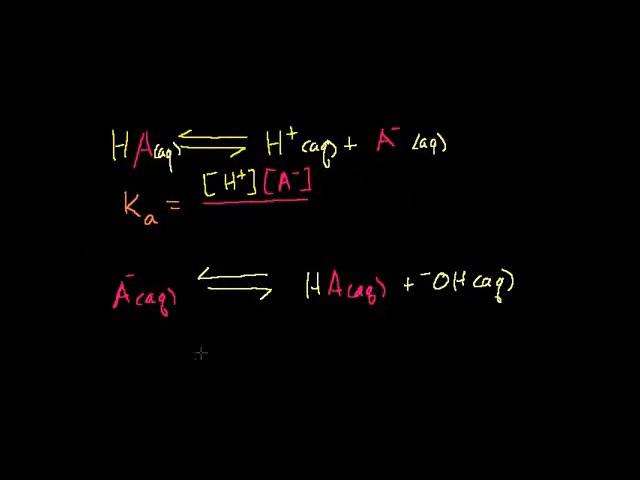 HA(aq) ⇌ H⁺(aq) + A⁻(aq)
Ka = [H⁺][A⁻]
A⁻(aq) ⇌ HA(aq) + ⁻OH(aq)